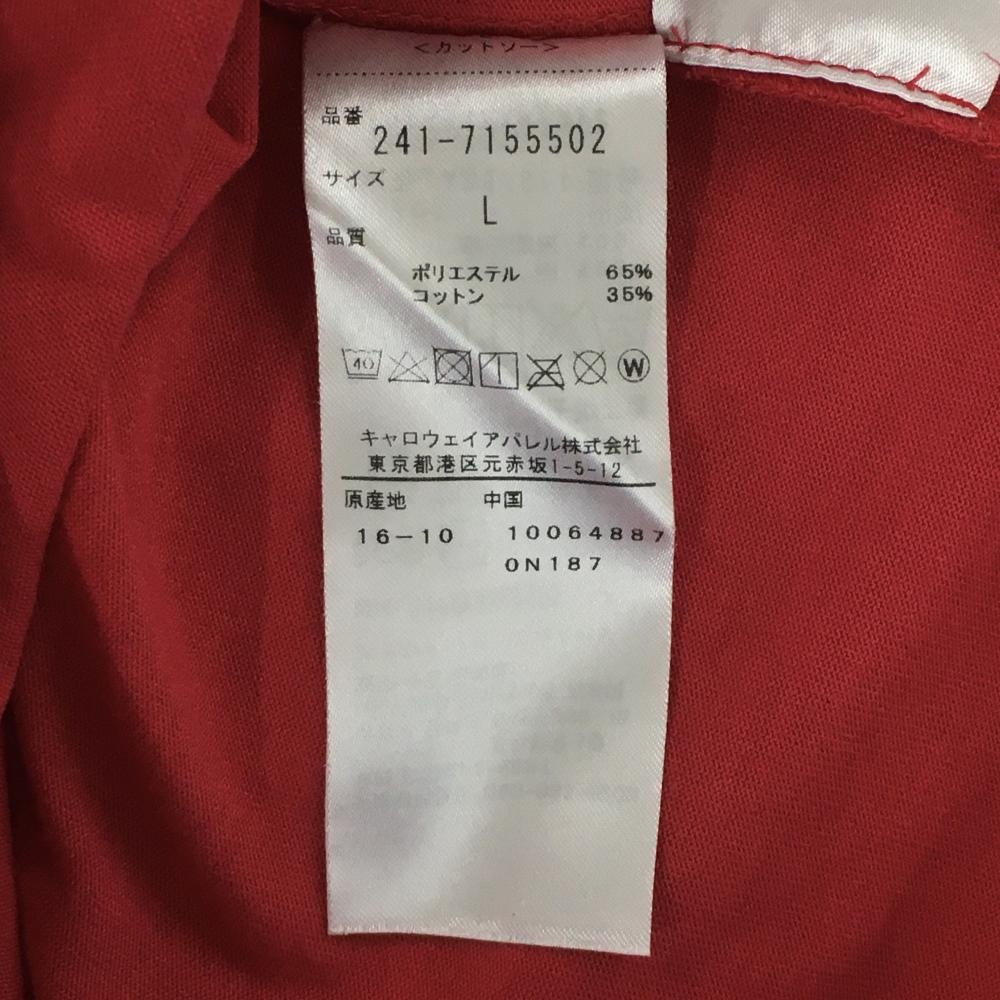 <カットソー>
品番
241-7155502
サイズ
L
品質
ポリエステル 65%
コットン 35%
40 W
キャロウェイアパレル株式会社
東京都港区元赤坂1-5-12
原産地 中国
16-10 10064887
0N187